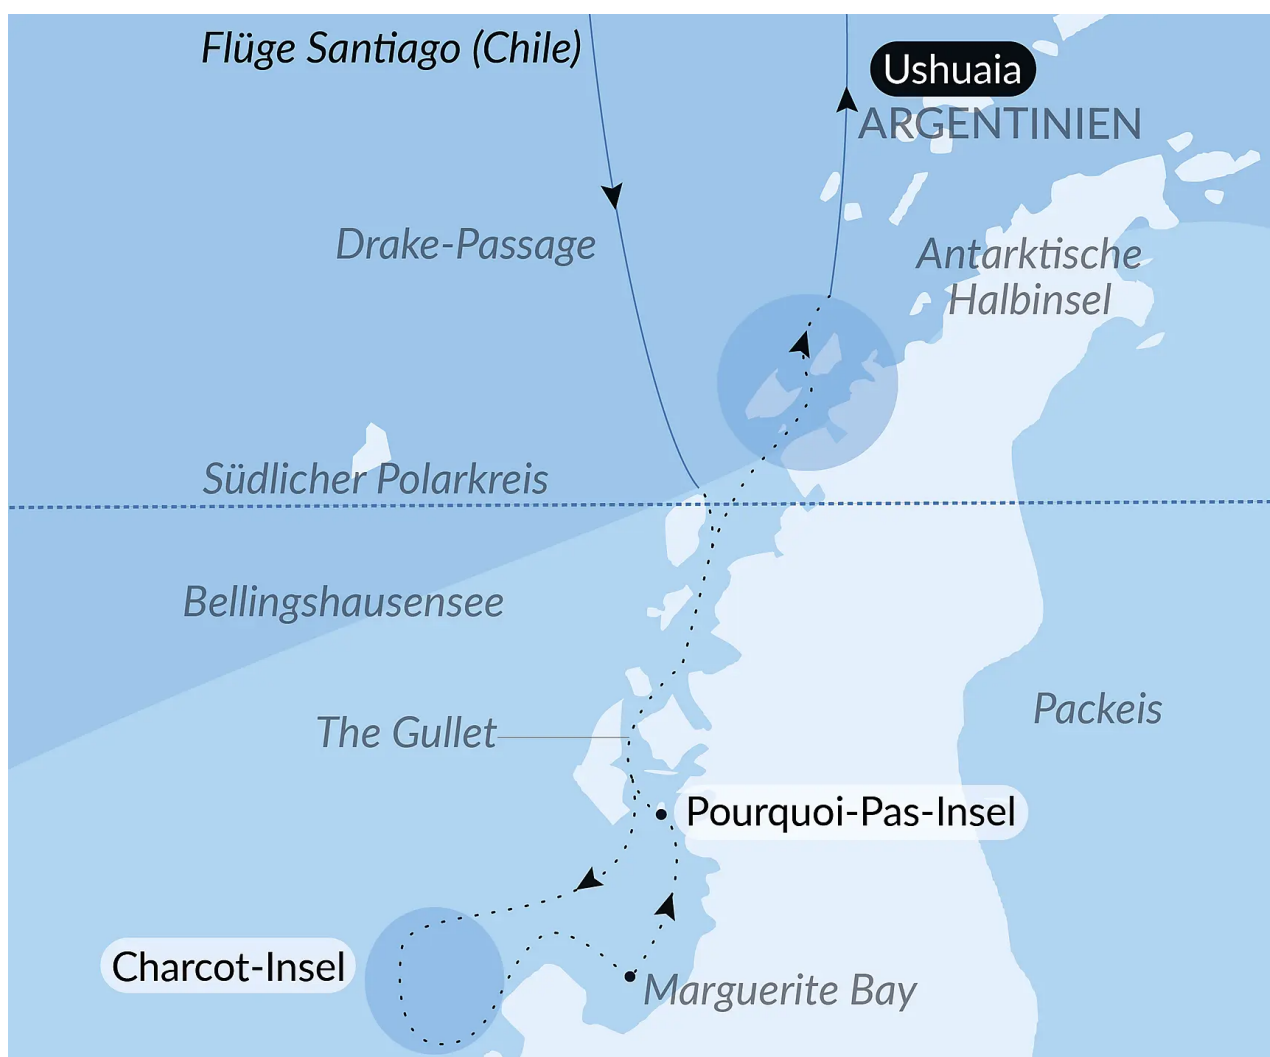 Flüge Santiago (Chile)
Ushuaia
ARGENTINIEN
Drake-Passage
Antarktische
Halbinsel
Südlicher Polarkreis
Bellingshausensee
The Gullet
Packeis
Pourquoi-Pas-Insel
Charcot-Insel
Marguerite Bay